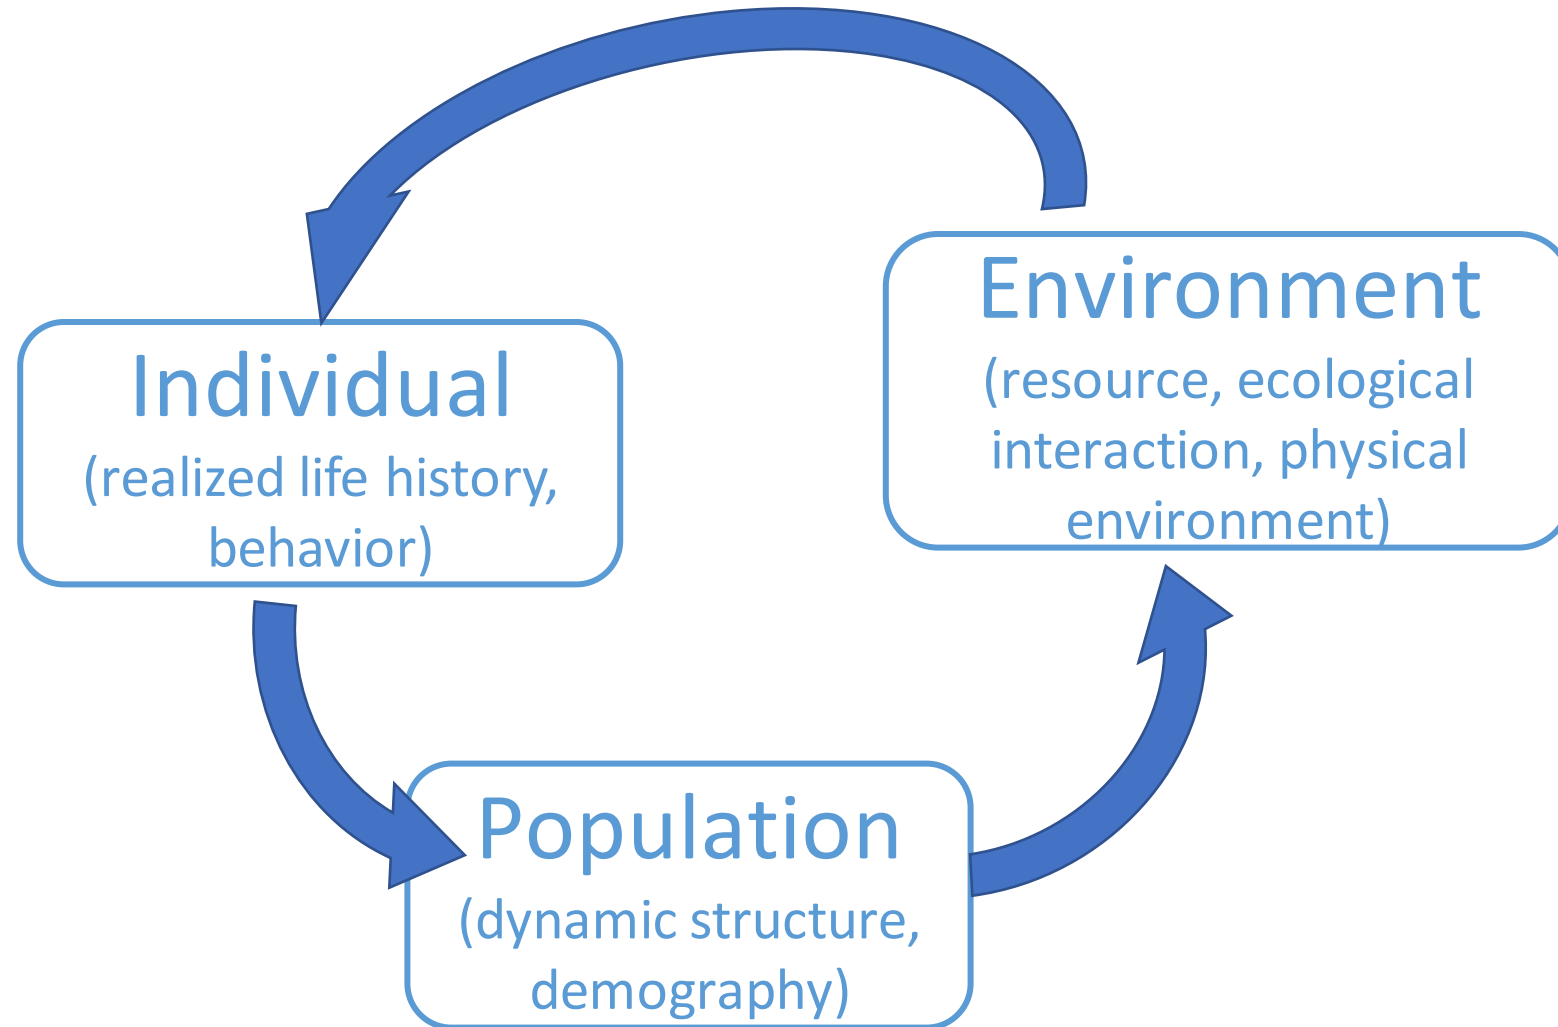 Environment
(resource, ecological
interaction, physical
environment)
Individual
(realized life history,
behavior)
Population
(dynamic structure,
demography)